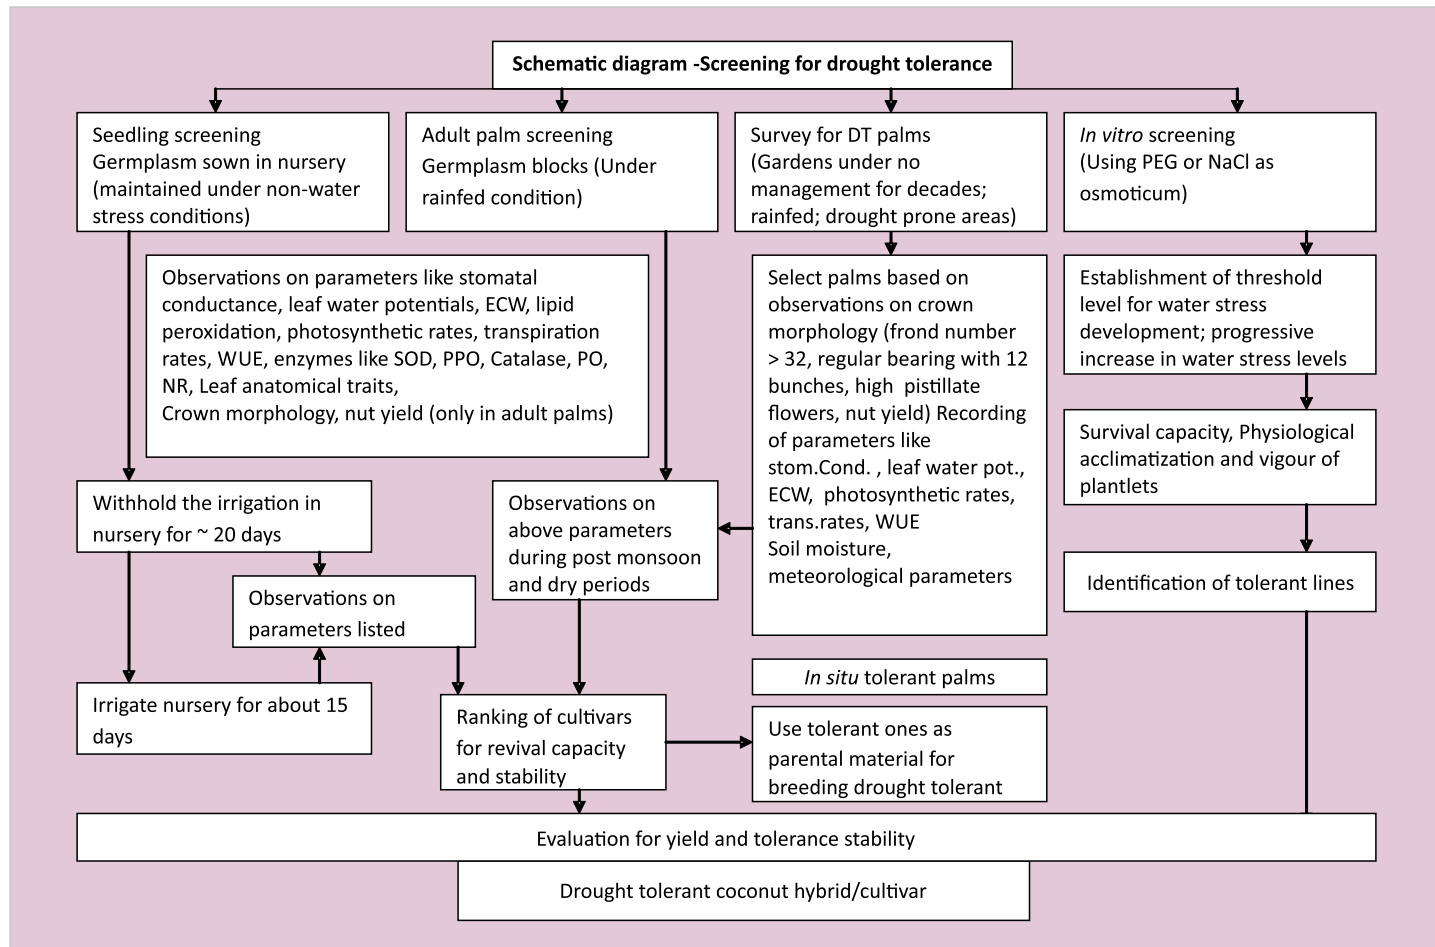 Schematic diagram -Screening for drought tolerance
Seedling screening
Germplasm sown in nursery
(maintained under non-water
stress conditions)
Adult palm screening
Germplasm blocks (Under
rainfed condition)
Survey for DT palms
(Gardens under no
management for decades;
rainfed; drought prone areas)
In vitro screening
(Using PEG or NaCl as
osmoticum)
Observations on parameters like stomatal
conductance, leaf water potentials, ECW, lipid
peroxidation, photosynthetic rates, transpiration
rates, WUE, enzymes like SOD, PPO, Catalase, PO,
NR, Leaf anatomical traits,
Crown morphology, nut yield (only in adult palms)
Select palms based on
observations on crown
morphology (frond number
> 32, regular bearing with 12
bunches, high pistillate
flowers, nut yield) Recording
of parameters like
stom.Cond. , leaf water pot.,
ECW, photosynthetic rates,
trans.rates, WUE
Soil moisture,
meteorological parameters
Establishment of threshold
level for water stress
development; progressive
increase in water stress levels
Survival capacity, Physiological
acclimatization and vigour of
plantlets
Withhold the irrigation in
nursery for ~ 20 days
Observations on
above parameters
during post monsoon
and dry periods
Identification of tolerant lines
Observations on
parameters listed
In situ tolerant palms
Irrigate nursery for about 15
days
Ranking of cultivars
for revival capacity
and stability
Use tolerant ones as
parental material for
breeding drought tolerant
Evaluation for yield and tolerance stability
Drought tolerant coconut hybrid/cultivar